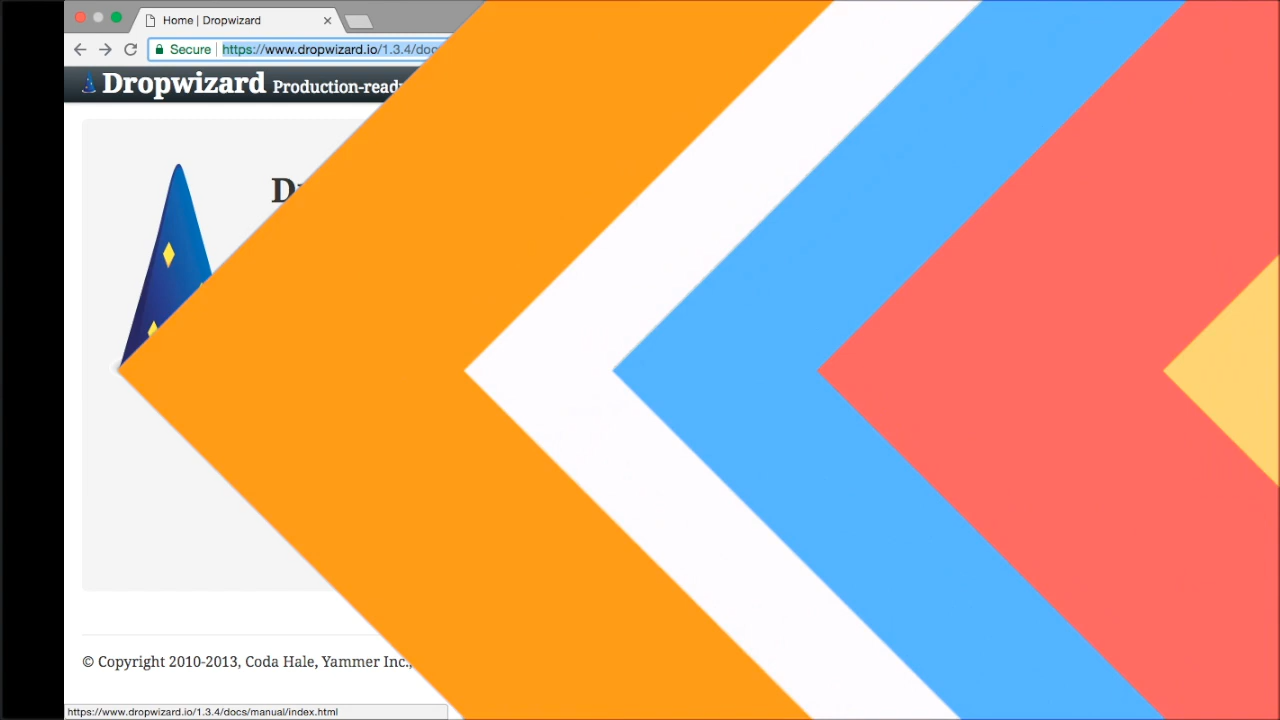 Home | Dropwizard
Secure https://www.dropwizard.io/1.3.4/doc
Dropwizard Production-ready
© Copyright 2010-2013, Coda Hale, Yammer Inc.,
https://www.dropwizard.io/1.3.4/docs/manual/index.html